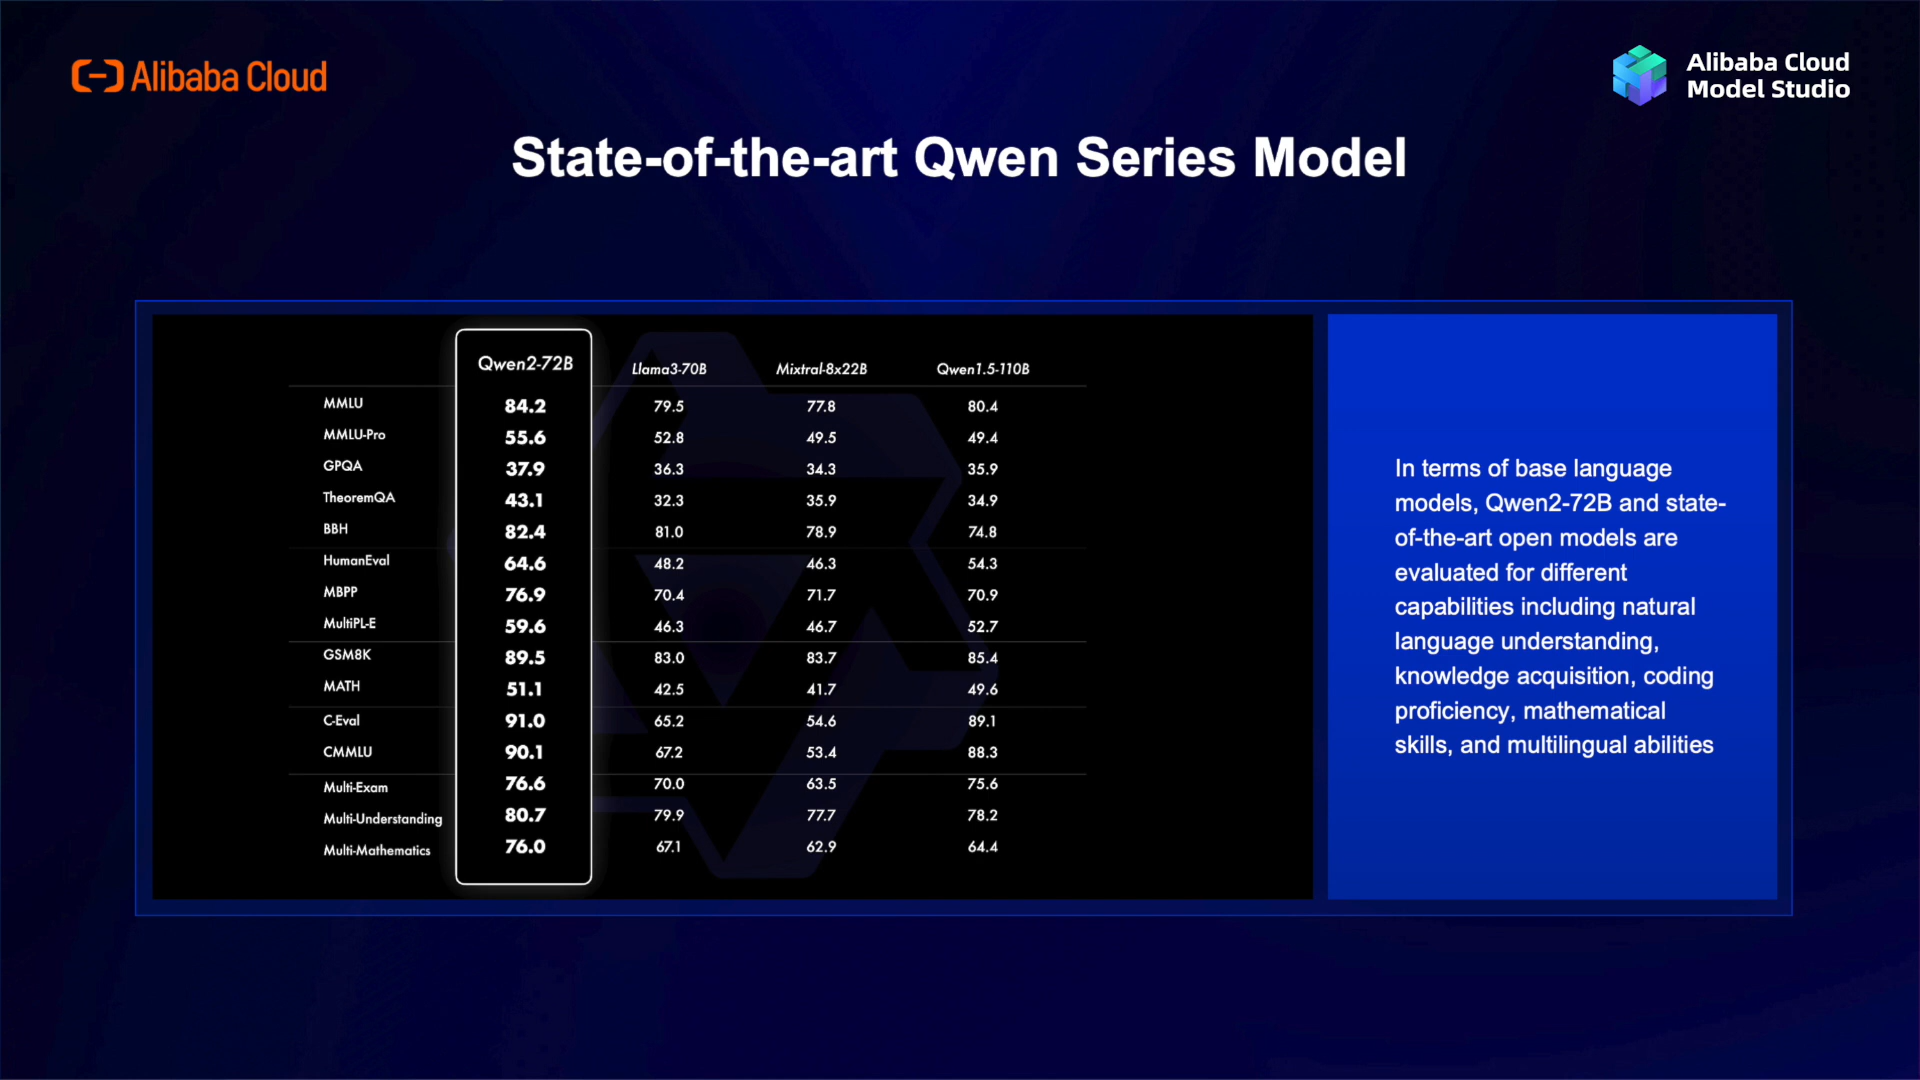 Alibaba Cloud
Alibaba Cloud
Model Studio
State-of-the-art Qwen Series Model
Qwen2-72B Llama3-70B Mixtral-8x22B Qwen1.5-110B
MMLU 84.2 79.5 77.8 80.4
MMLU-Pro 55.6 52.8 49.5 49.4
GPQA 37.9 36.3 34.3 35.9
TheoremQA 43.1 32.3 35.9 34.9
BBH 82.4 81.0 78.9 74.8
HumanEval 64.6 48.2 46.3 54.3
MBPP 76.9 70.4 71.7 70.9
MultiPL-E 59.6 46.3 46.7 52.7
GSM8K 89.5 83.0 83.7 85.4
MATH 51.1 42.5 41.7 49.6
C-Eval 91.0 65.2 54.6 89.1
CMMLU 90.1 67.2 53.4 88.3
Multi-Exam 76.6 70.0 63.5 75.6
Multi-Understanding 80.7 79.9 77.7 78.2
Multi-Mathematics 76.0 67.1 62.9 64.4
In terms of base language
models, Qwen2-72B and state-
of-the-art open models are
evaluated for different
capabilities including natural
language understanding,
knowledge acquisition, coding
proficiency, mathematical
skills, and multilingual abilities